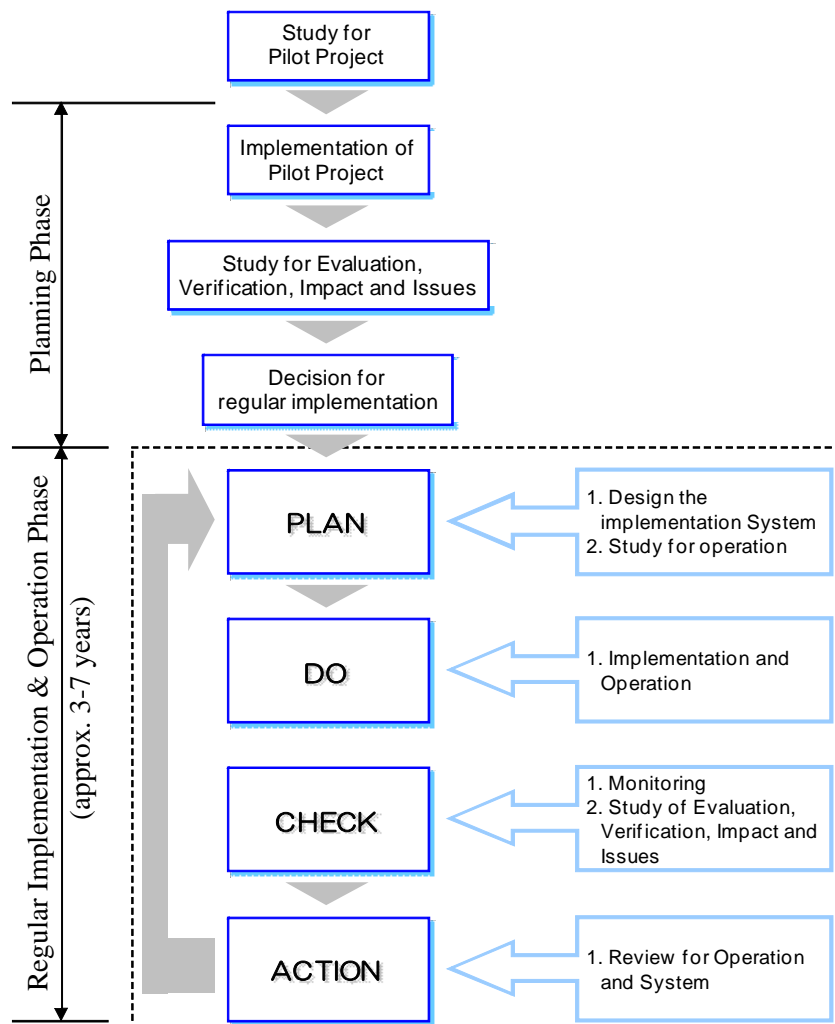 Study for
Pilot Project
Implementation of
Pilot Project
Study for Evaluation,
Verification, Impact and Issues
Decision for
regular implementation
Planning Phase
Regular Implementation & Operation Phase
(approx. 3-7 years)
PLAN
1. Design the
implementation System
2. Study for operation
DO
1. Implementation and
Operation
CHECK
1. Monitoring
2. Study of Evaluation,
Verification, Impact and
Issues
ACTION
1. Review for Operation
and System